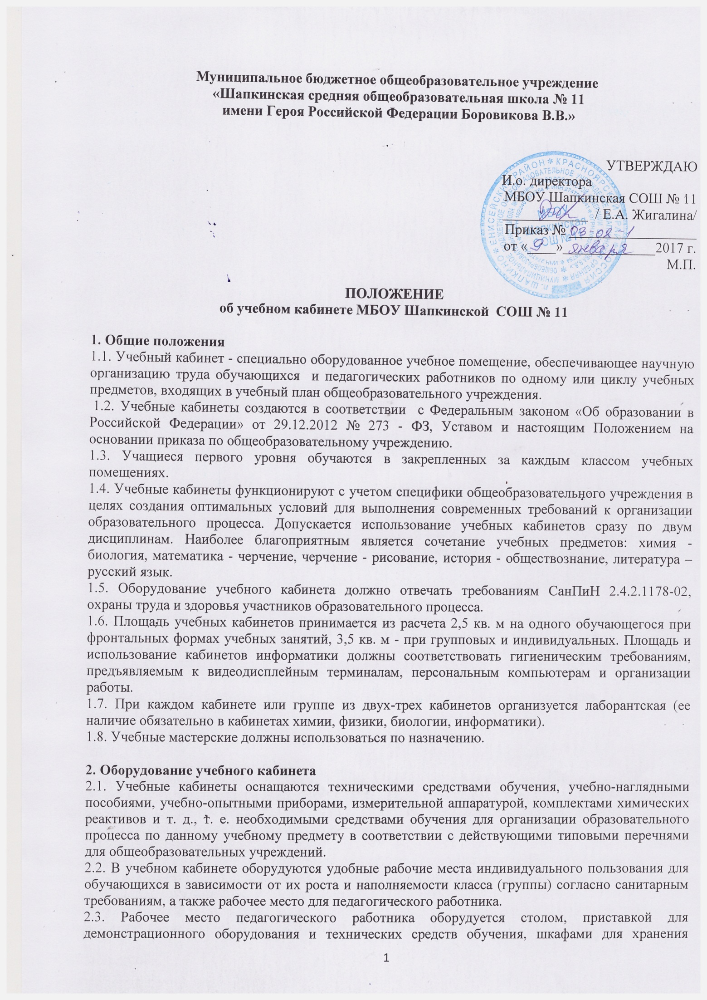 Муниципальное бюджетное общеобразовательное учреждение
«Шапкинская средняя общеобразовательная школа № 11
имени Героя Российской Федерации Боровикова В.В.»
УТВЕРЖДАЮ
И.о. директора
МБОУ Шапкинская СОШ № 11
/ Е.А. Жигалина/
Приказ № 03-02-1
от «9» января 2017 г.
М.П.
ЕНИСЕЙСКИЙ РАЙОН * КРАСНОЯРСКИЙ КРАЙ * РОССИЯ
П. ШАПКИНО
МБОУ
Шапкинская
СОШ № 11
ПОЛОЖЕНИЕ
об учебном кабинете МБОУ Шапкинской СОШ № 11
1. Общие положения
1.1. Учебный кабинет - специально оборудованное учебное помещение, обеспечивающее научную
организацию труда обучающихся и педагогических работников по одному или циклу учебных
предметов, входящих в учебный план общеобразовательного учреждения.
1.2. Учебные кабинеты создаются в соответствии с Федеральным законом «Об образовании в
Российской Федерации» от 29.12.2012 № 273 - ФЗ, Уставом и настоящим Положением на
основании приказа по общеобразовательному учреждению.
1.3. Учащиеся первого уровня обучаются в закрепленных за каждым классом учебных
помещениях.
1.4. Учебные кабинеты функционируют с учетом специфики общеобразовательного учреждения в
целях создания оптимальных условий для выполнения современных требований к организации
образовательного процесса. Допускается использование учебных кабинетов сразу по двум
дисциплинам. Наиболее благоприятным является сочетание учебных предметов: химия -
биология, математика - черчение, черчение - рисование, история - обществознание, литература –
русский язык.
1.5. Оборудование учебного кабинета должно отвечать требованиям СанПиН 2.4.2.1178-02,
охраны труда и здоровья участников образовательного процесса.
1.6. Площадь учебных кабинетов принимается из расчета 2,5 кв. м на одного обучающегося при
фронтальных формах учебных занятий, 3,5 кв. м - при групповых и индивидуальных. Площадь и
использование кабинетов информатики должны соответствовать гигиеническим требованиям,
предъявляемым к видеодисплейным терминалам, персональным компьютерам и организации
работы.
1.7. При каждом кабинете или группе из двух-трех кабинетов организуется лаборантская (ее
наличие обязательно в кабинетах химии, физики, биологии, информатики).
1.8. Учебные мастерские должны использоваться по назначению.
2. Оборудование учебного кабинета
2.1. Учебные кабинеты оснащаются техническими средствами обучения, учебно-наглядными
пособиями, учебно-опытными приборами, измерительной аппаратурой, комплектами химических
реактивов и т. д., т. е. необходимыми средствами обучения для организации образовательного
процесса по данному учебному предмету в соответствии с действующими типовыми перечнями
для общеобразовательных учреждений.
2.2. В учебном кабинете оборудуются удобные рабочие места индивидуального пользования для
обучающихся в зависимости от их роста и наполняемости класса (группы) согласно санитарным
требованиям, а также рабочее место для педагогического работника.
2.3. Рабочее место педагогического работника оборудуется столом, приставкой для
демонстрационного оборудования и технических средств обучения, шкафами для хранения
1